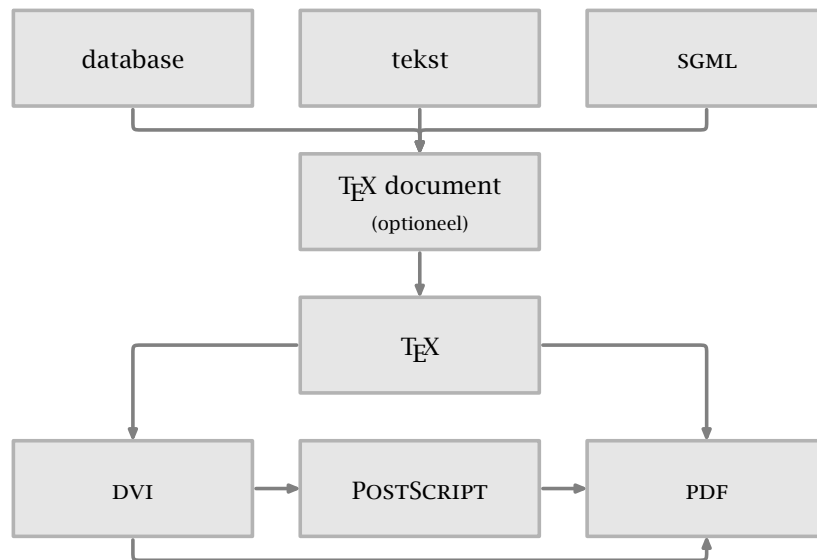 database
tekst
SGML
TEX document
(optioneel)
TEX
DVI
POSTSCRIPT
PDF